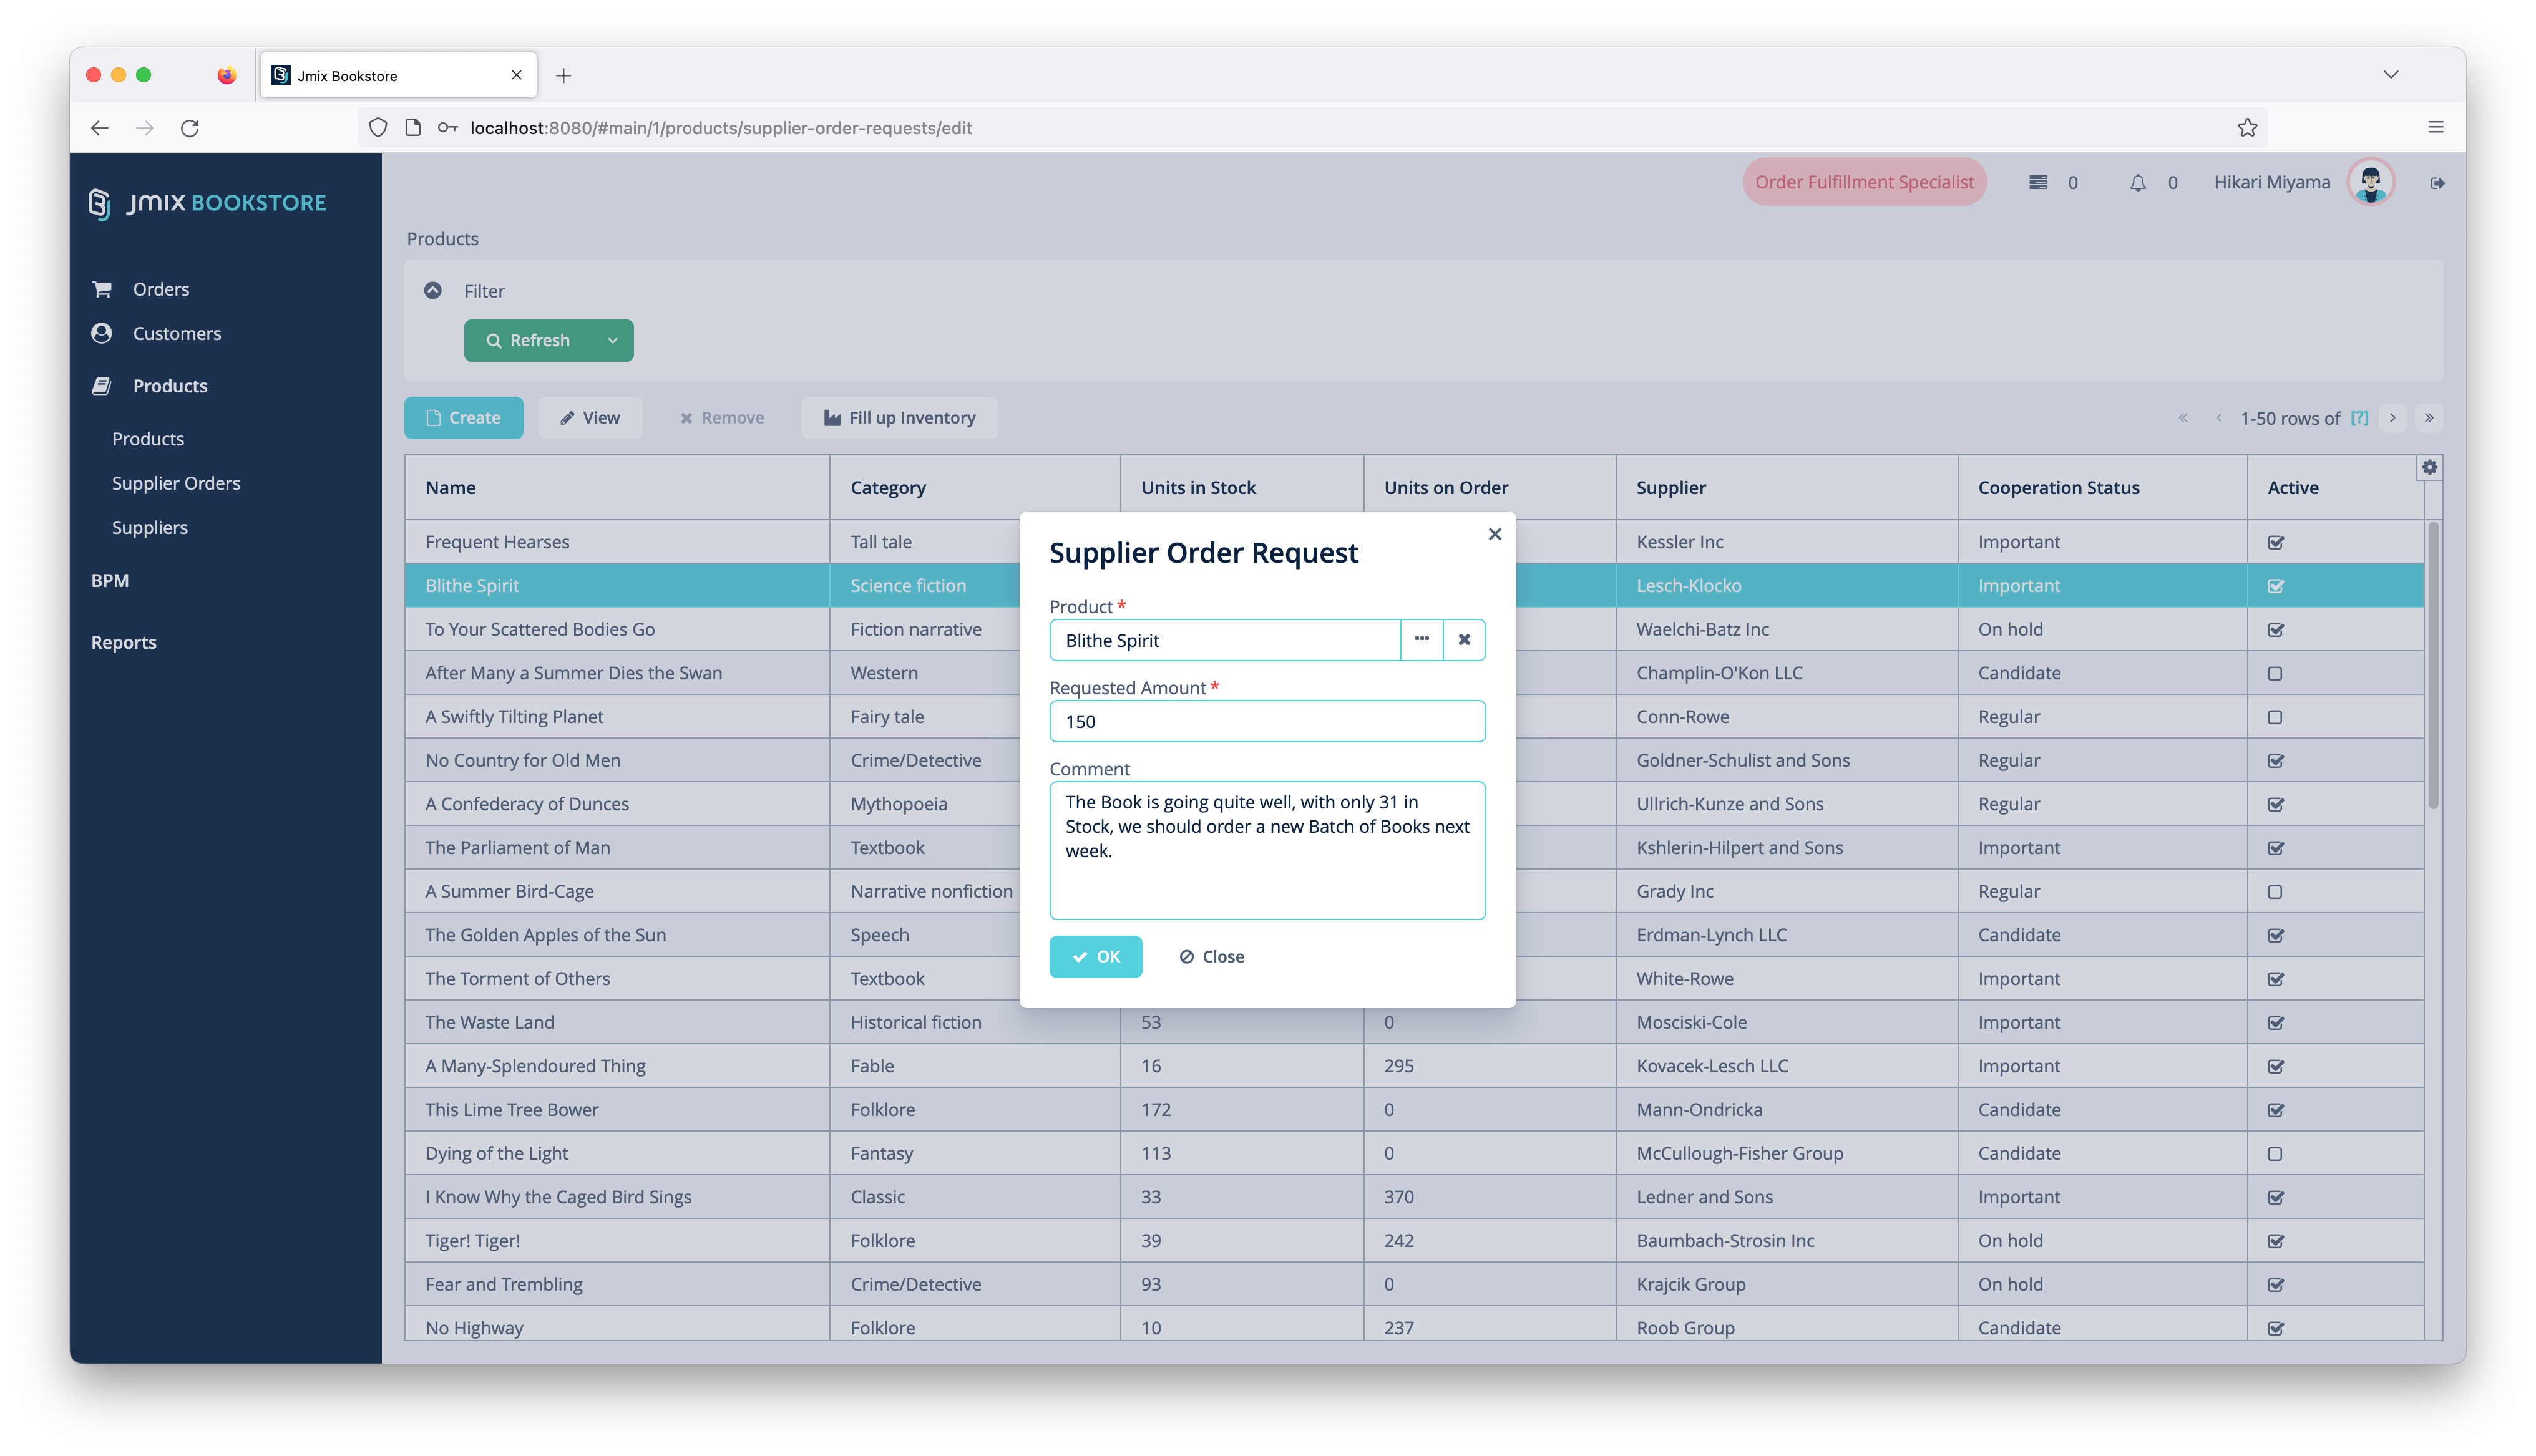 Jmix Bookstore
localhost:8080/#main/1/products/supplier-order-requests/edit
JMIX BOOKSTORE
Order Fulfillment Specialist 0 0 Hikari Miyama
Orders
Customers
Products
Products
Supplier Orders
Suppliers
BPM
Reports
Products
Filter
Refresh
Create View Remove Fill up Inventory 1-50 rows of [?]
Name Category Units in Stock Units on Order Supplier Cooperation Status Active
Frequent Hearses Tall tale Kessler Inc Important
Blithe Spirit Science fiction Lesch-Klocko Important
To Your Scattered Bodies Go Fiction narrative Waelchi-Batz Inc On hold
After Many a Summer Dies the Swan Western Champlin-O'Kon LLC Candidate
A Swiftly Tilting Planet Fairy tale Conn-Rowe Regular
No Country for Old Men Crime/Detective Goldner-Schulist and Sons Regular
A Confederacy of Dunces Mythopoeia Ullrich-Kunze and Sons Regular
The Parliament of Man Textbook Kshlerin-Hilpert and Sons Important
A Summer Bird-Cage Narrative nonfiction Grady Inc Regular
The Golden Apples of the Sun Speech Erdman-Lynch LLC Candidate
The Torment of Others Textbook White-Rowe Important
The Waste Land Historical fiction 53 0 Mosciski-Cole Important
A Many-Splendoured Thing Fable 16 295 Kovacek-Lesch LLC Important
This Lime Tree Bower Folklore 172 0 Mann-Ondricka Candidate
Dying of the Light Fantasy 113 0 McCullough-Fisher Group Candidate
I Know Why the Caged Bird Sings Classic 33 370 Ledner and Sons Important
Tiger! Tiger! Folklore 39 242 Baumbach-Strosin Inc On hold
Fear and Trembling Crime/Detective 93 0 Krajcik Group On hold
No Highway Folklore 10 237 Roob Group Candidate
Supplier Order Request
Product *
Blithe Spirit
Requested Amount *
150
Comment
The Book is going quite well, with only 31 in
Stock, we should order a new Batch of Books next
week.
OK Close